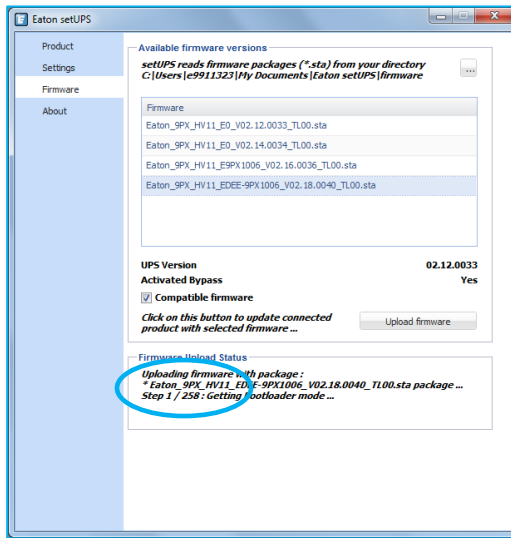 Eaton setUPS
Product
Settings
Firmware
About
Available firmware versions
setUPS reads firmware packages (*.sta) from your directory
C:\Users\e9911323\My Documents\Eaton setUPS\firmware
...
Firmware
Eaton_9PX_HV11_E0_V02.12.0033_TL00.sta
Eaton_9PX_HV11_E0_V02.14.0034_TL00.sta
Eaton_9PX_HV11_E9PX1006_V02.16.0036_TL00.sta
Eaton_9PX_HV11_EDEE-9PX1006_V02.18.0040_TL00.sta
UPS Version 02.12.0033
Activated Bypass Yes
Compatible firmware
Click on this button to update connected
product with selected firmware ...
Upload firmware
Firmware Upload Status
Uploading firmware with package :
* Eaton_9PX_HV11_EDEE-9PX1006_V02.18.0040_TL00.sta package ...
Step 1 / 258 : Getting Bootloader mode ...